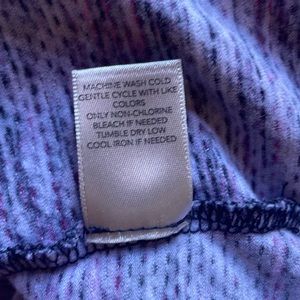 MACHINE WASH COLD
GENTLE CYCLE WITH LIKE
COLORS
ONLY NON-CHLORINE
BLEACH IF NEEDED
TUMBLE DRY LOW
COOL IRON IF NEEDED